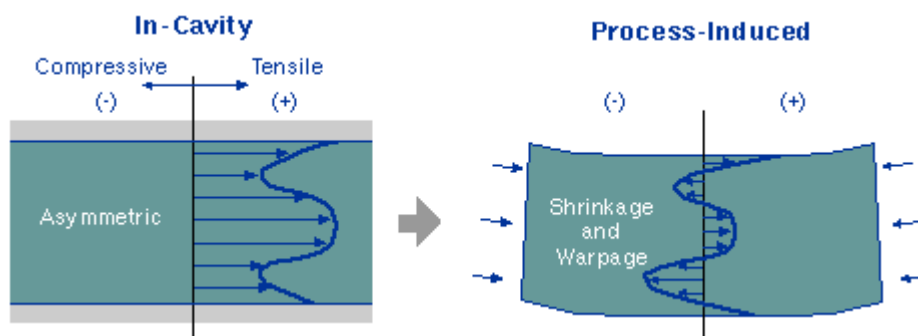 In-Cavity
Compressive
Tensile
(-)
(+)
Asymmetric
Process-Induced
(-)
(+)
Shrinkage
and
Warpage